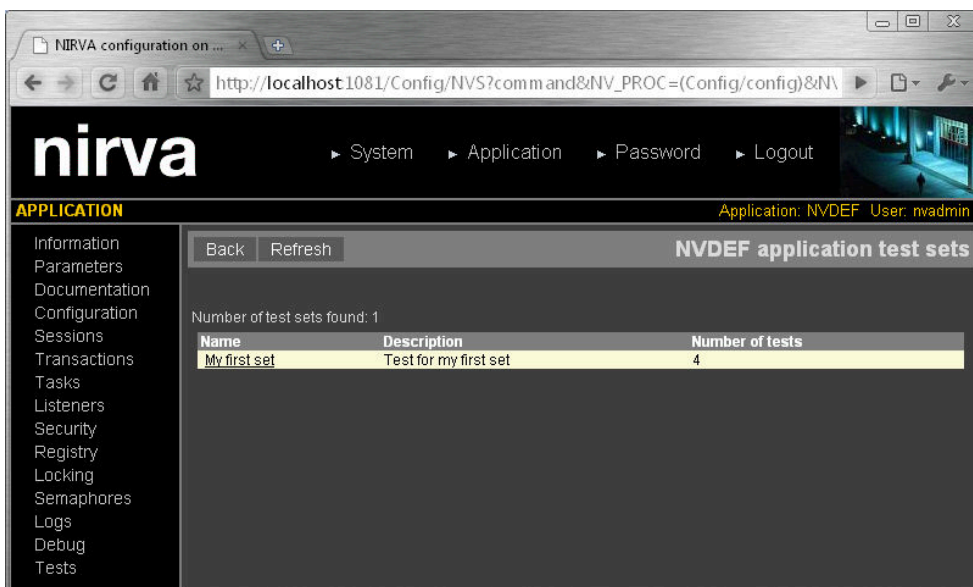 NIRVA configuration on ...
http://localhost:1081/Config/NVS?command&NV_PROC=(Config/config)&N\
nirva
System Application Password Logout
APPLICATION
Application: NVDEF User: nvadmin
Information
Parameters
Documentation
Configuration
Sessions
Transactions
Tasks
Listeners
Security
Registry
Locking
Semaphores
Logs
Debug
Tests
Back Refresh
NVDEF application test sets
Number of test sets found: 1
Name Description Number of tests
My first set Test for my first set 4